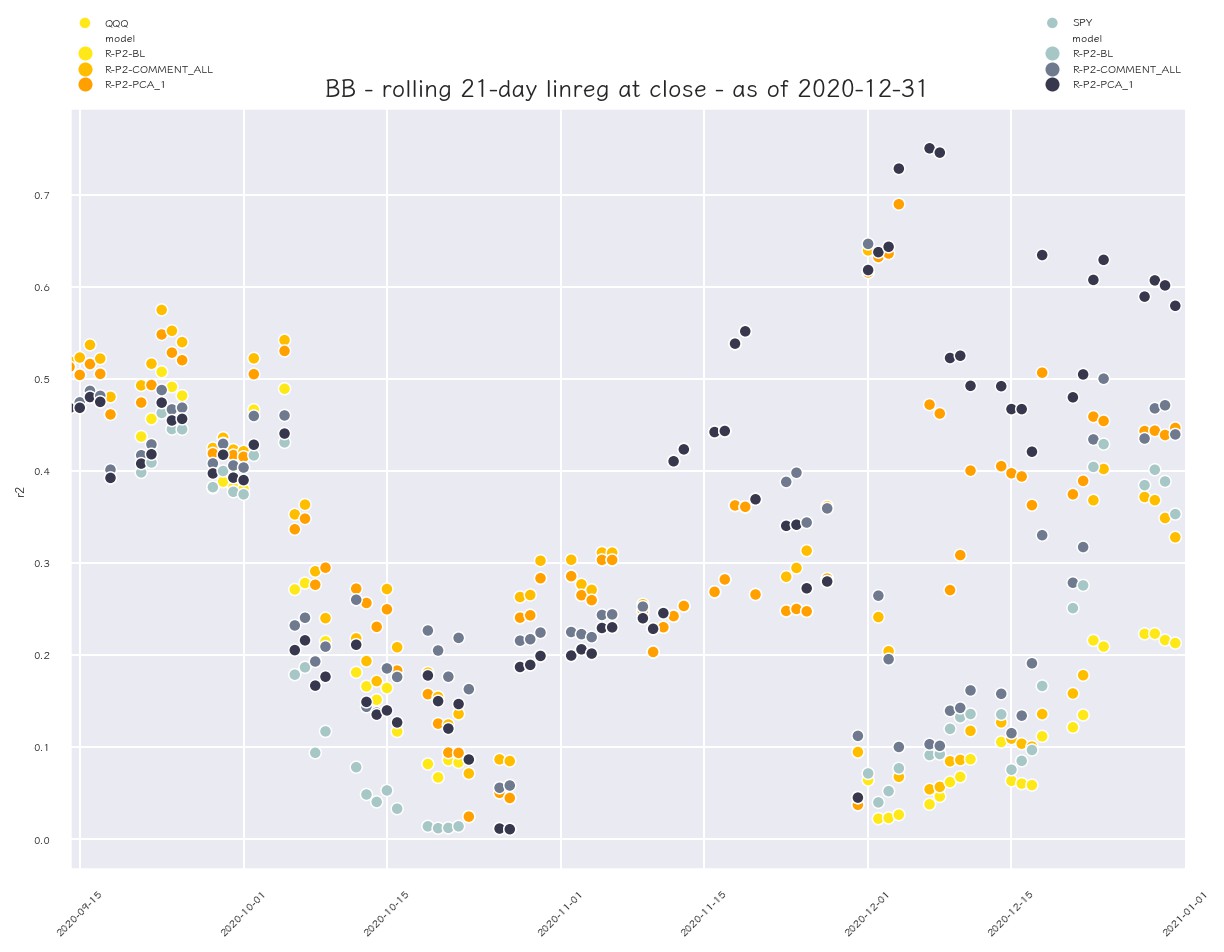 QQQ
model
R-P2-BL
R-P2-COMMENT_ALL
R-P2-PCA_1
SPY
model
R-P2-BL
R-P2-COMMENT_ALL
R-P2-PCA_1
BB - rolling 21-day linreg at close - as of 2020-12-31
r2
0.7
0.6
0.5
0.4
0.3
0.2
0.1
0.0
2020-09-15
2020-10-01
2020-10-15
2020-11-01
2020-11-15
2020-12-01
2020-12-15
2021-01-01